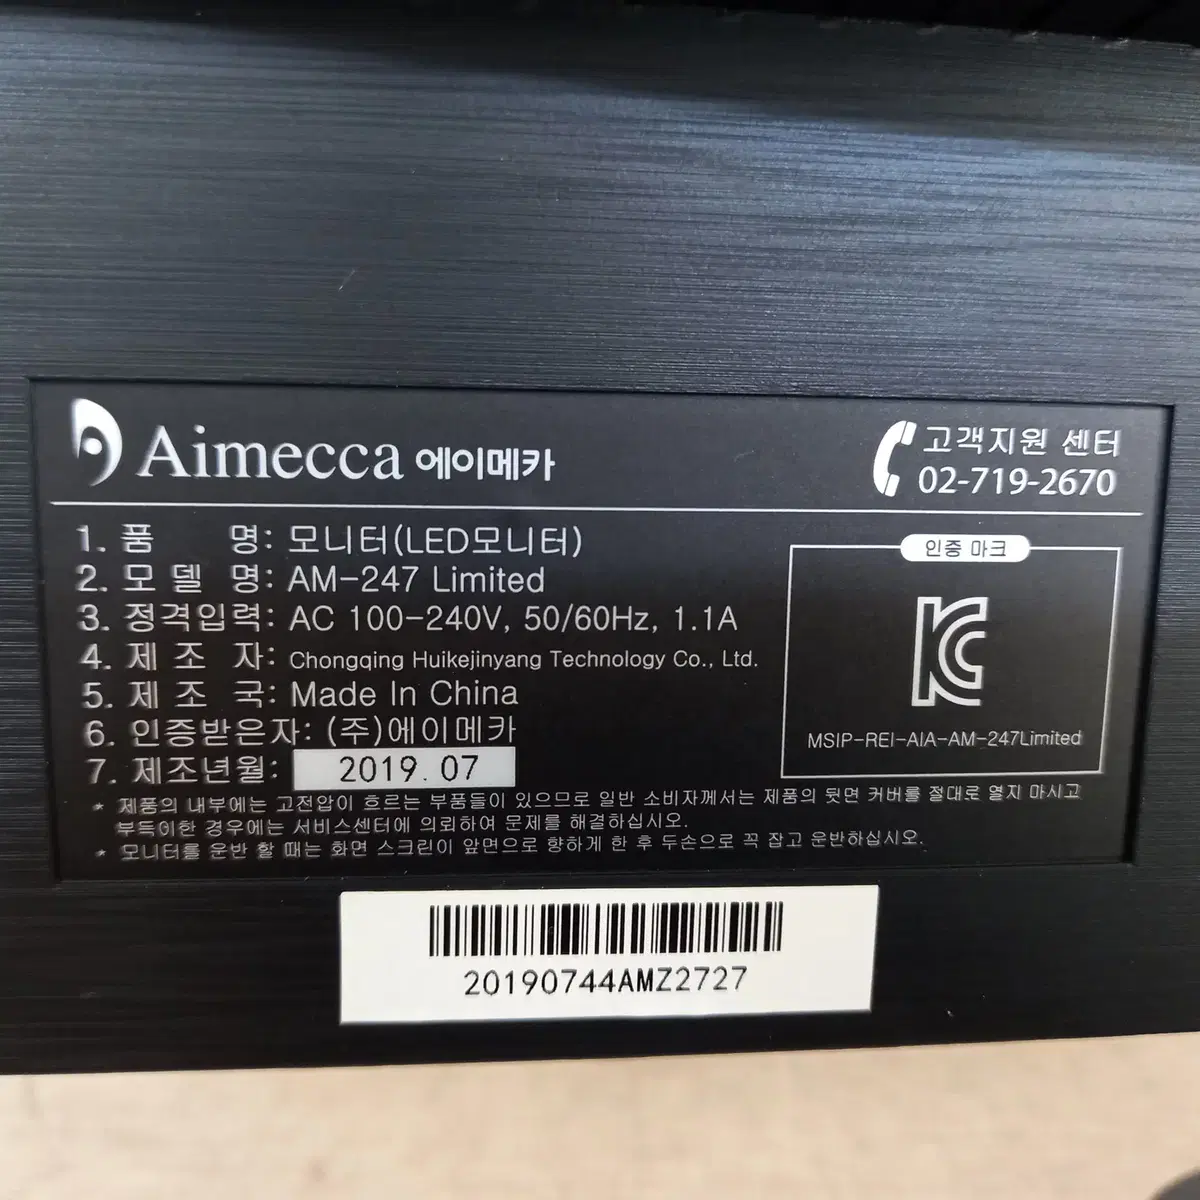 Aimecca 에이메카
고객지원 센터
02-719-2670
1. 품 명: 모니터(LED모니터)
2. 모 델 명: AM-247 Limited
3. 정격입력: AC 100-240V, 50/60Hz, 1.1A
4. 제 조 자: Chongqing Huikejinyang Technology Co., Ltd.
5. 제 조 국: Made In China
6. 인증받은자: (주)에이메카
7. 제조년월: 2019. 07
인증 마크
KC
MSIP-REI-AIA-AM-247Limited
* 제품의 내부에는 고전압이 흐르는 부품들이 있으므로 일반 소비자께서는 제품의 뒷면 커버를 절대로 열지 마시고
부득이한 경우에는 서비스센터에 의뢰하여 문제를 해결하십시오.
* 모니터를 운반 할 때는 화면 스크린이 앞면으로 향하게 한 후 두손으로 꼭 잡고 운반하십시오.
20190744AMZ2727